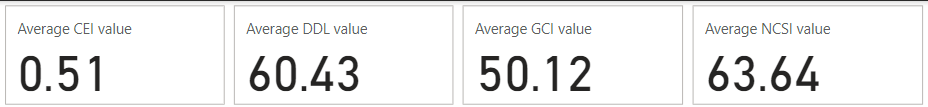 Average CEI value
0.51
Average DDL value
60.43
Average GCI value
50.12
Average NCSI value
63.64